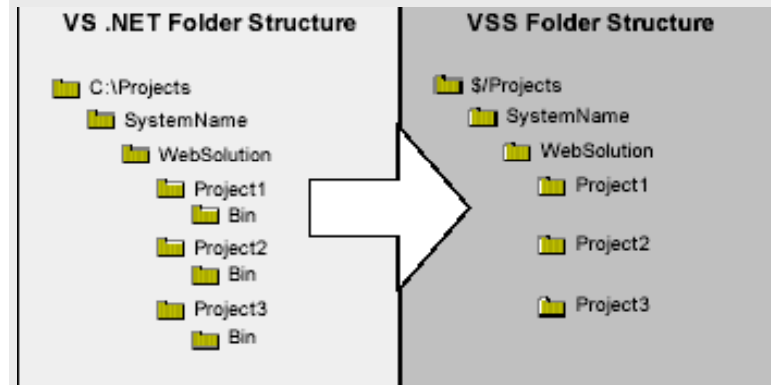 VS .NET Folder Structure
C:\Projects
SystemName
WebSolution
Project1
Bin
Project2
Bin
Project3
Bin
VSS Folder Structure
$/Projects
SystemName
WebSolution
Project1
Project2
Project3